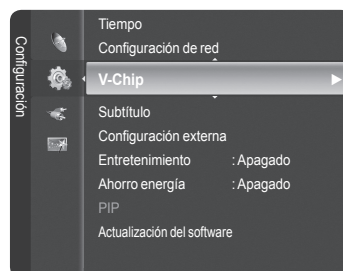 Configuración
Tiempo
Configuración de red
V-Chip
Subtítulo
Configuración externa
Entretenimiento : Apagado
Ahorro energía : Apagado
PIP
Actualización del software